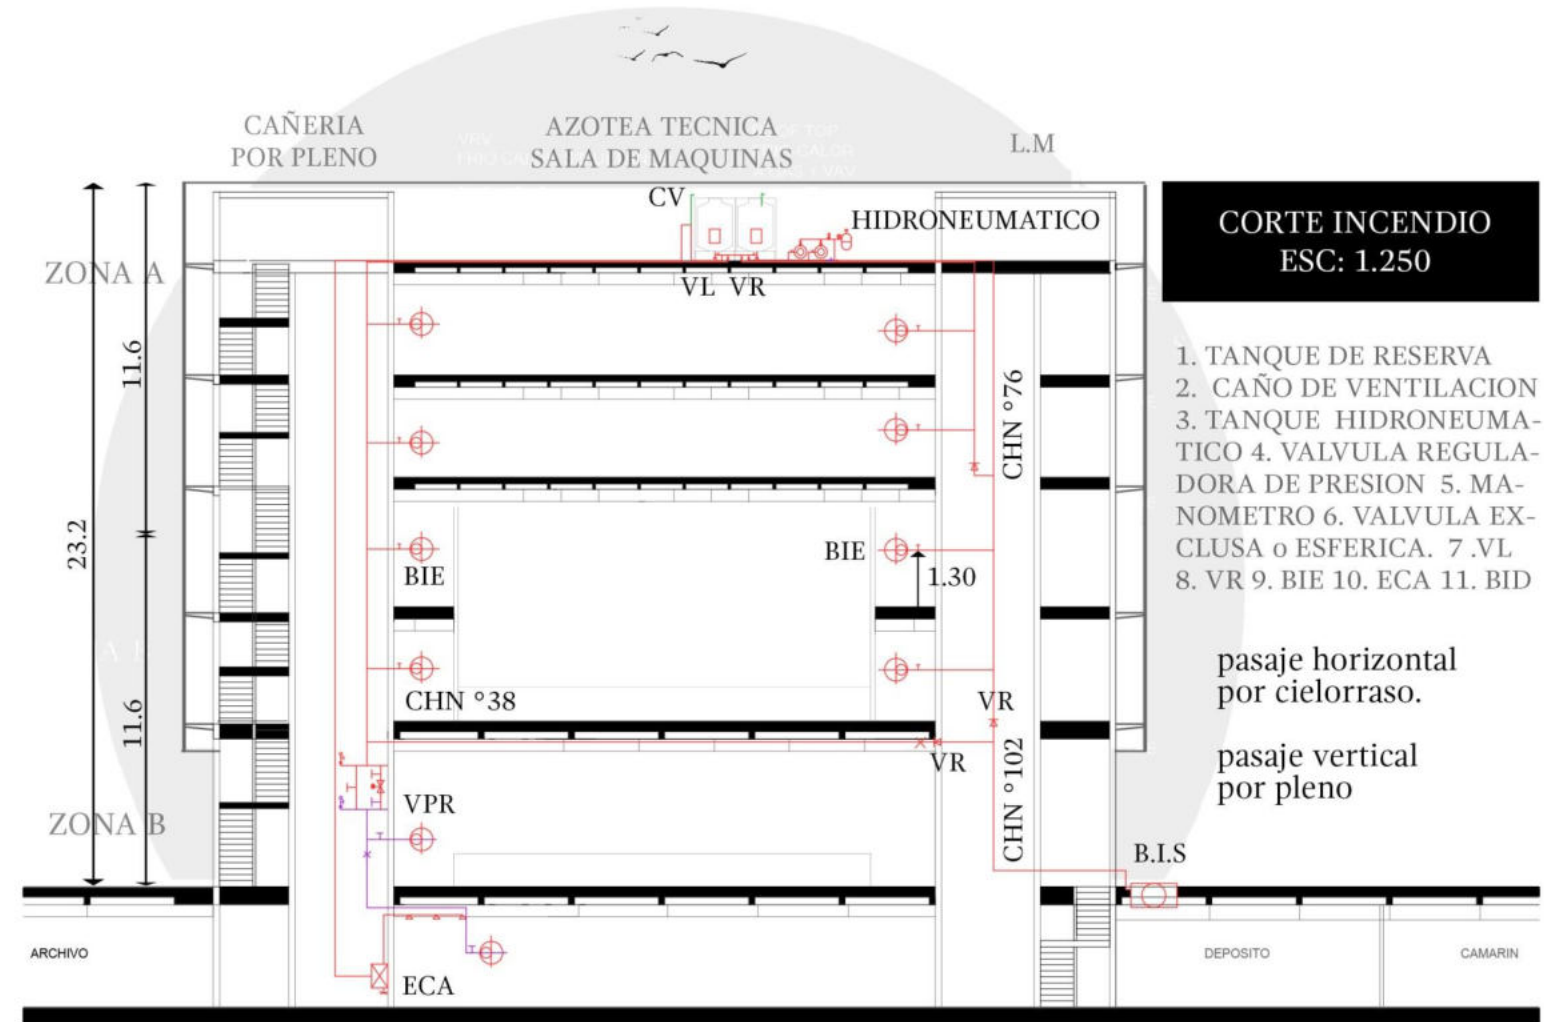 CAÑERIA
POR PLENO
AZOTEA TECNICA
SALA DE MAQUINAS
L.M
CV
HIDRONEUMATICO
CORTE INCENDIO
ESC: 1.250
ZONA A
VL VR
11.6
1. TANQUE DE RESERVA
2. CAÑO DE VENTILACION
3. TANQUE HIDRONEUMA-
TICO 4. VALVULA REGULA-
DORA DE PRESION 5. MA-
NOMETRO 6. VALVULA EX-
CLUSA o ESFERICA. 7 .VL
8. VR 9. BIE 10. ECA 11. BID
CHN °76
23.2
BIE
BIE
1.30
pasaje horizontal
por cielorraso.
CHN °38
VR
11.6
VR
pasaje vertical
por pleno
CHN °102
VPR
ZONA B
B.I.S
ARCHIVO
DEPOSITO
CAMARIN
ECA